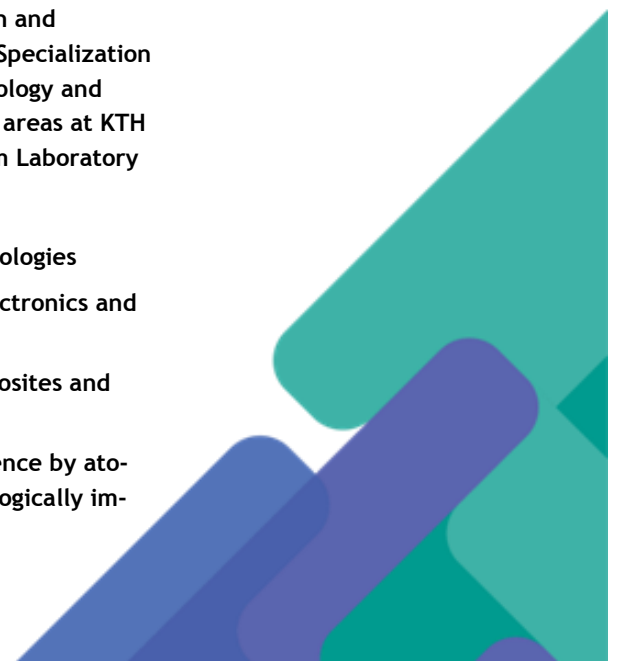 n and
Specialization
ology and
areas at KTH
n Laboratory
ologies
ctronics and
osites and
ence by ato-
ogically im-